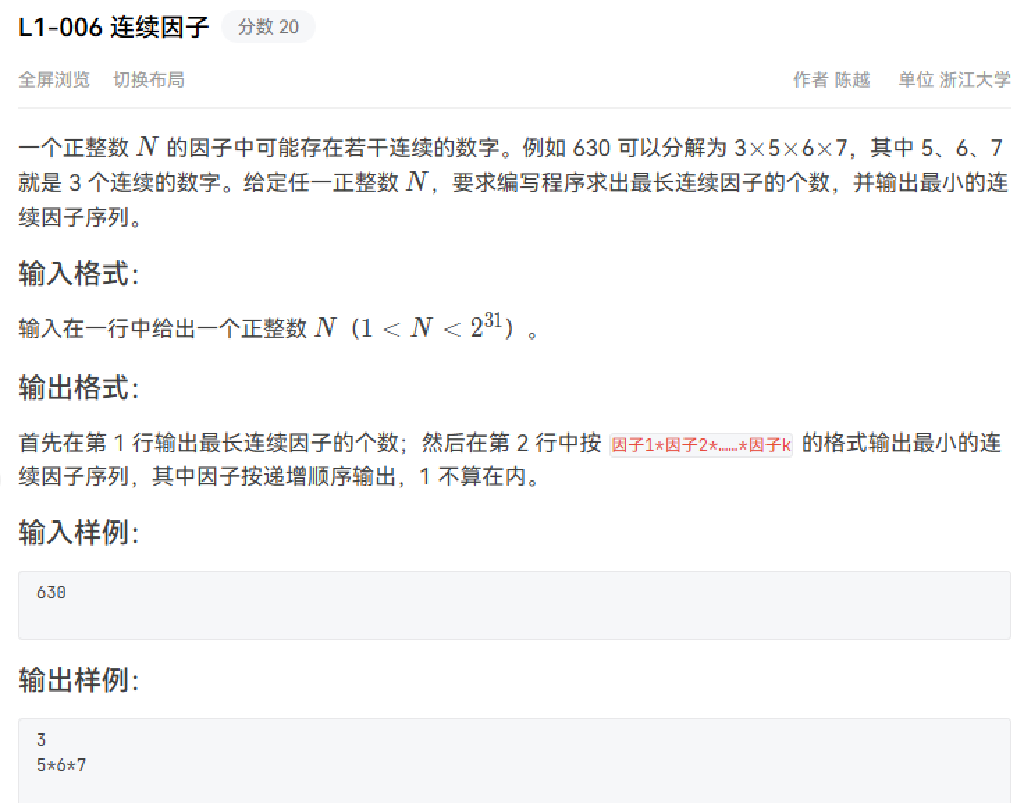 L1-006 连续因子 分数 20
全屏浏览 切换布局 作者 陈越 单位 浙江大学
一个正整数 N 的因子中可能存在若干连续的数字。例如 630 可以分解为 3×5×6×7，其中 5、6、7
就是 3 个连续的数字。给定任一正整数 N，要求编写程序求出最长连续因子的个数，并输出最小的连
续因子序列。
输入格式：
输入在一行中给出一个正整数 N（1 < N < 2^31）。
输出格式：
首先在第 1 行输出最长连续因子的个数；然后在第 2 行中按 因子1*因子2*……*因子k 的格式输出最小的连
续因子序列，其中因子按递增顺序输出，1 不算在内。
输入样例：
630
输出样例：
3
5*6*7